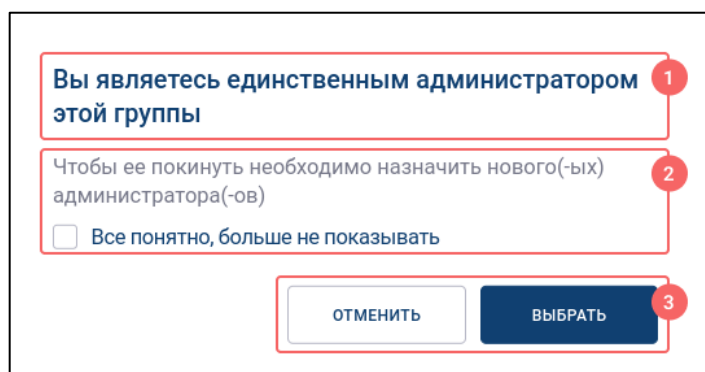 Вы являетесь единственным администратором
этой группы
1
Чтобы ее покинуть необходимо назначить нового(-ых)
администратора(-ов)
2
Все понятно, больше не показывать
ОТМЕНИТЬ
ВЫБРАТЬ
3